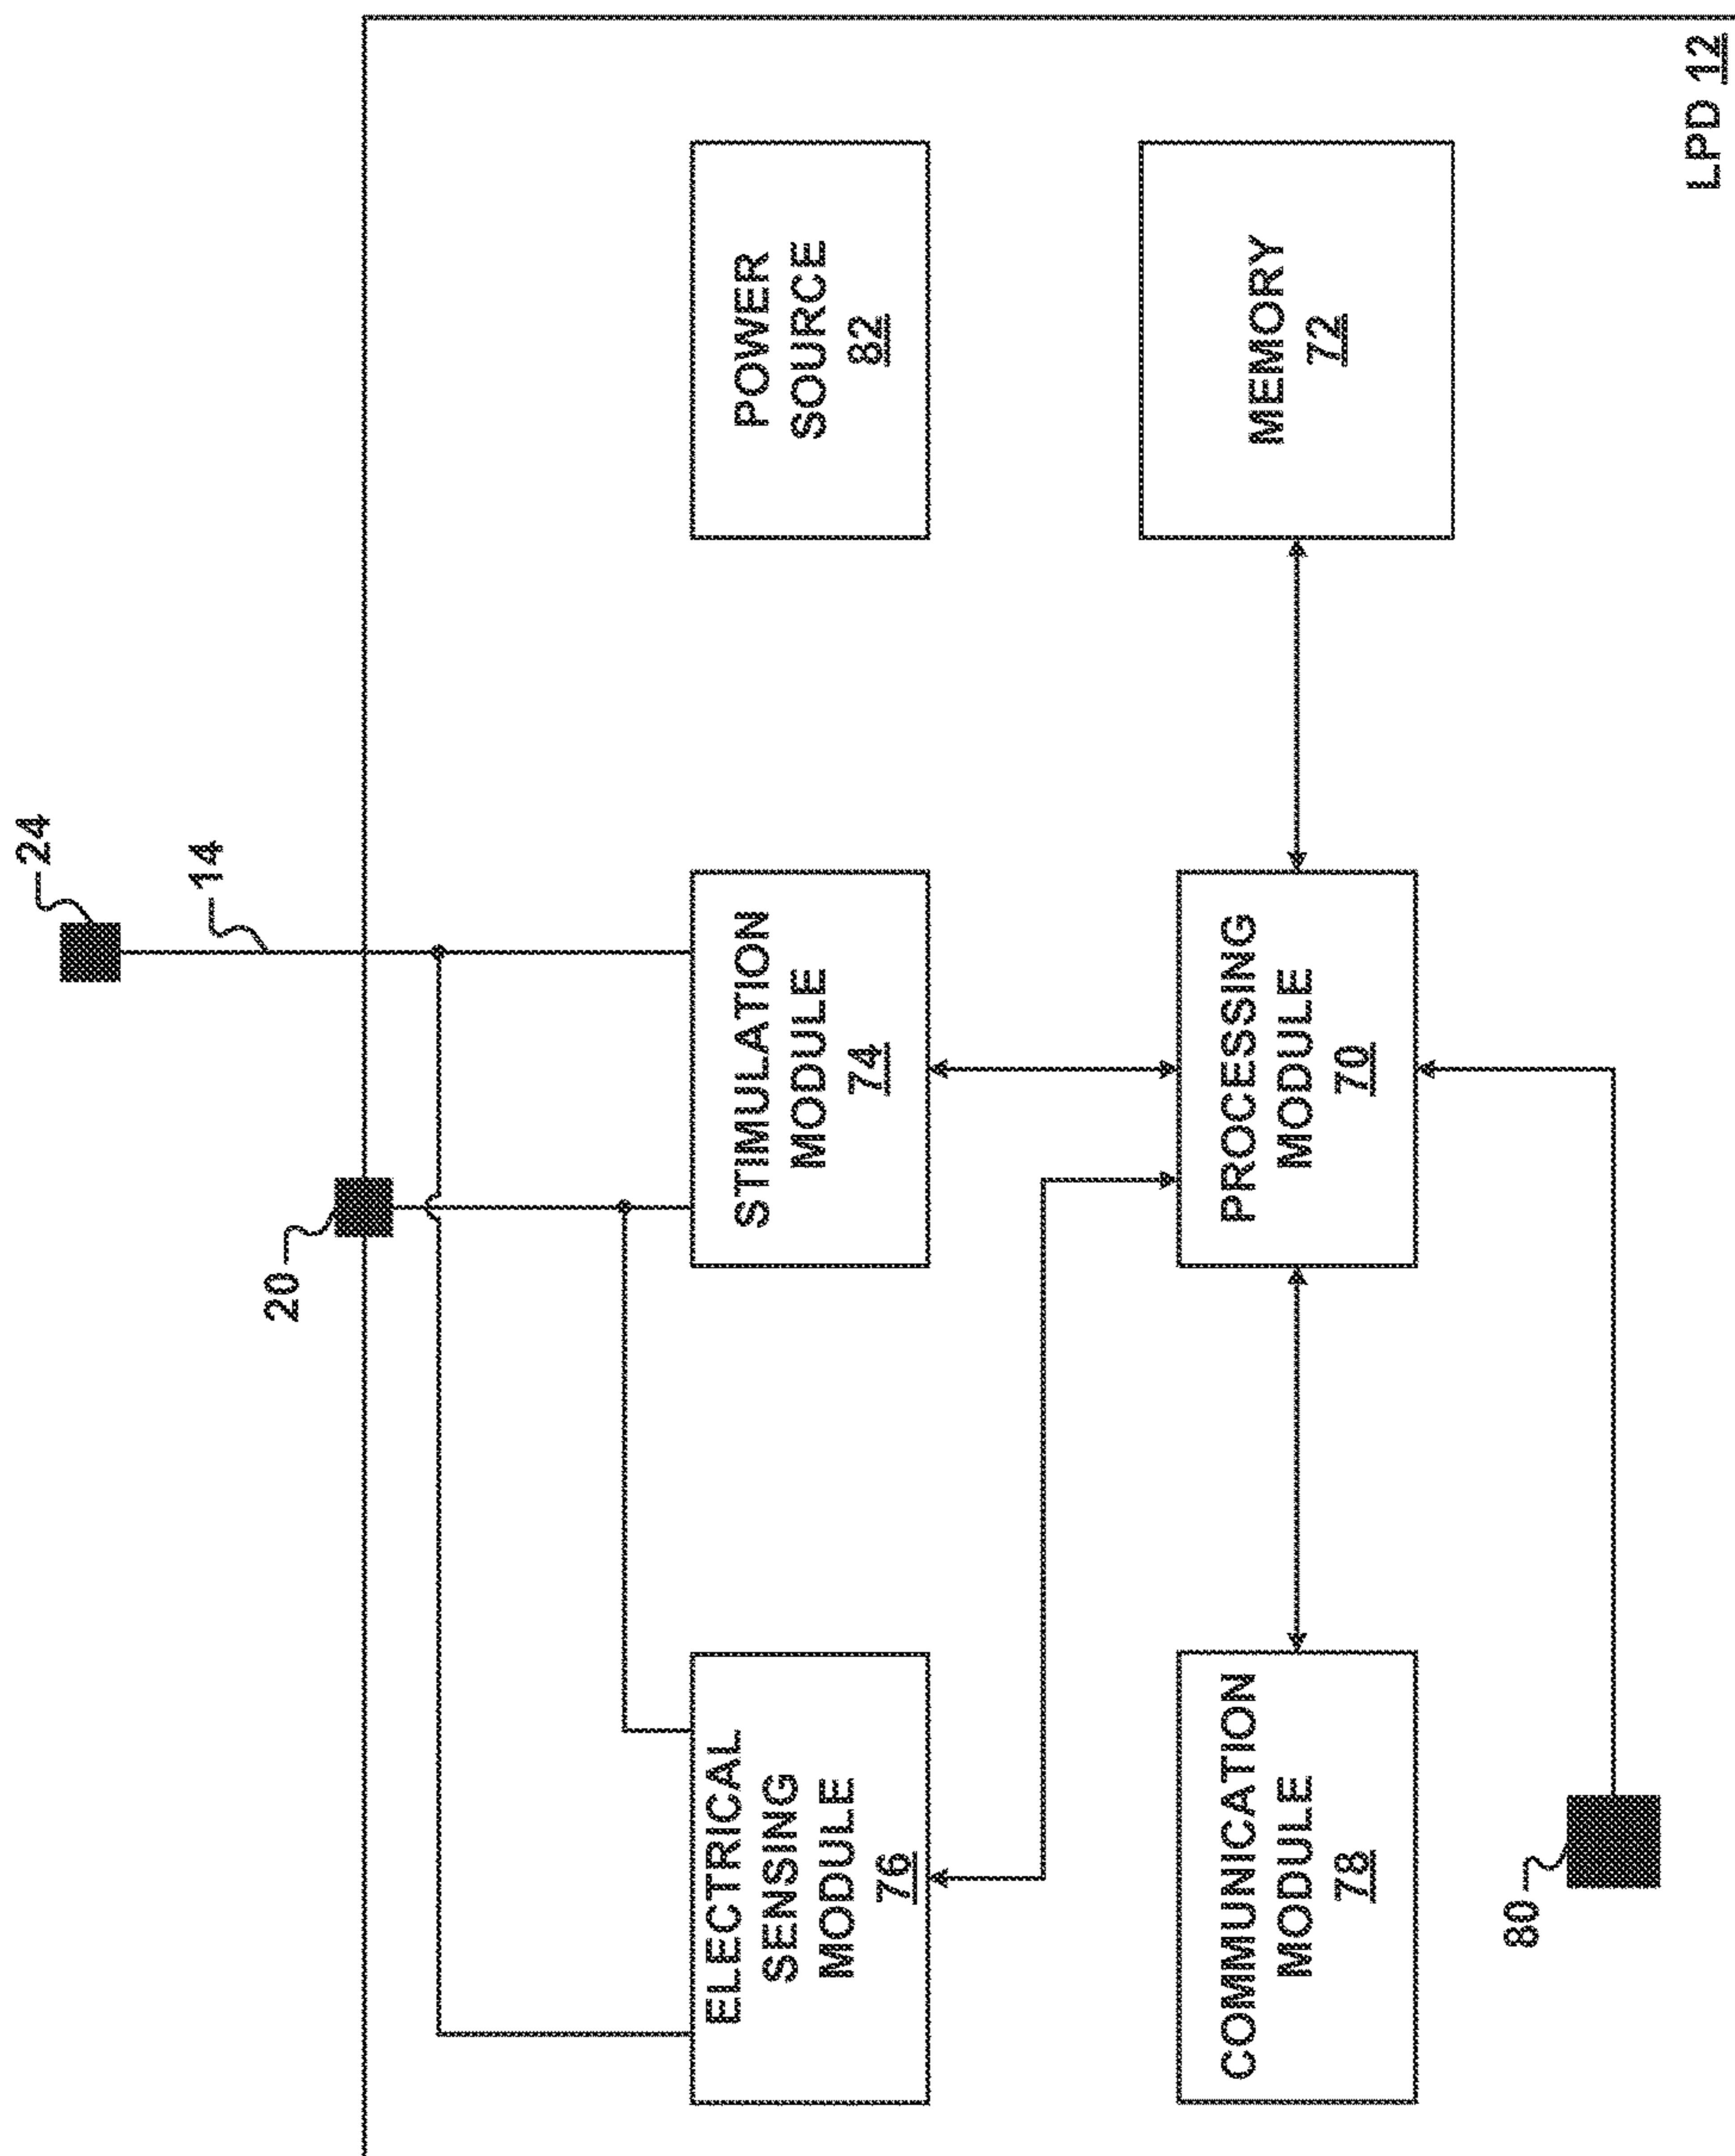 24
14
20
ELECTRICAL
SENSING
MODULE
76
STIMULATION
MODULE
74
POWER
SOURCE
82
COMMUNICATION
MODULE
78
PROCESSING
MODULE
70
MEMORY
72
80
LPD 12